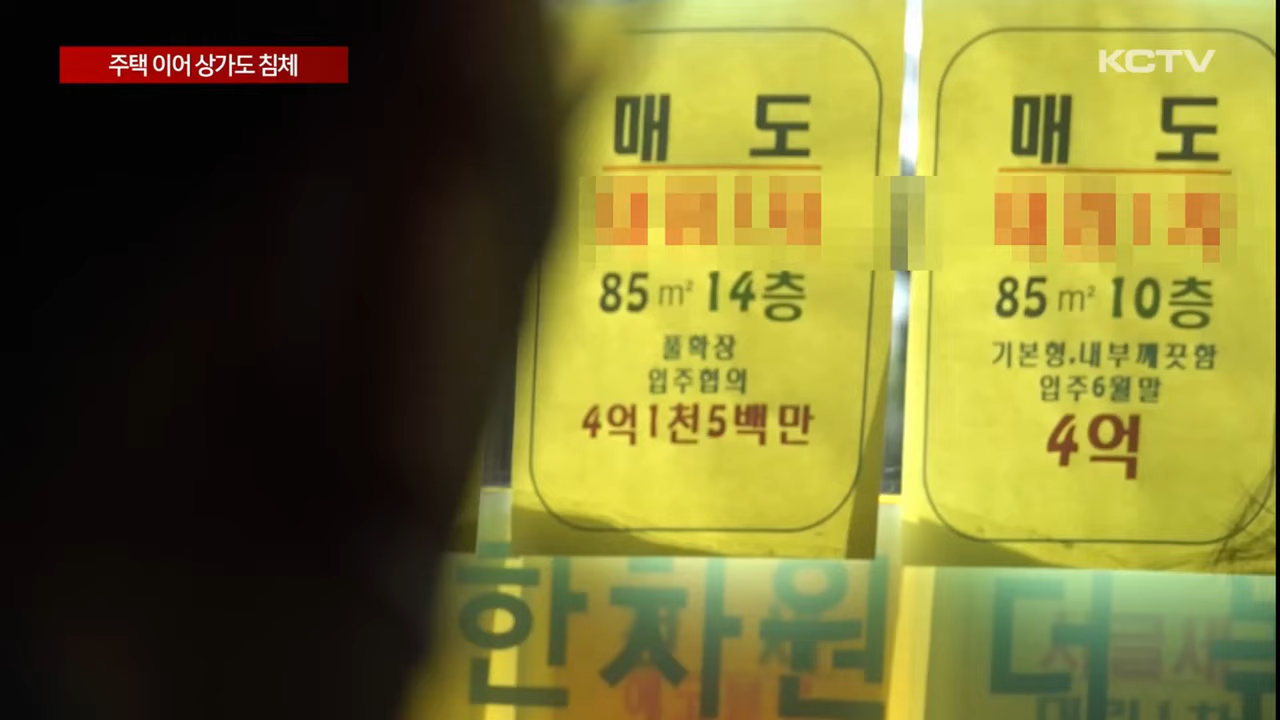 주택 이어 상가도 침체
KCTV
매 도
85㎡ 14층
풀확장
입주협의
4억1천5백만
매 도
85㎡ 10층
기본형.내부깨끗함
입주6월말
4억
한차원 더